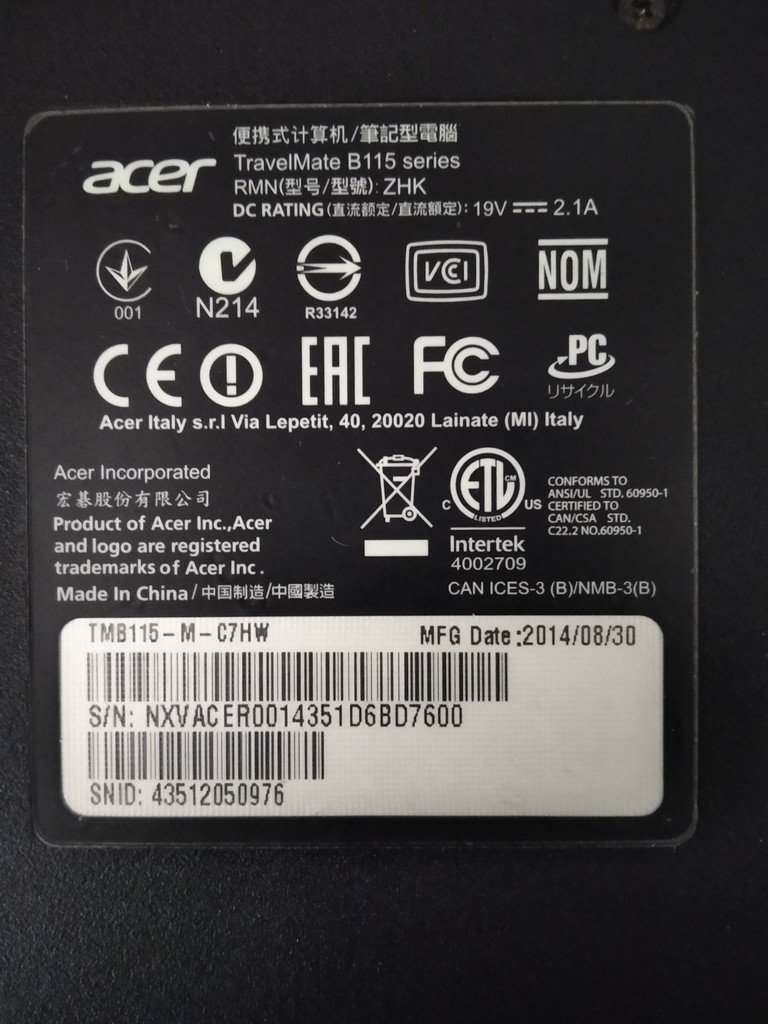 acer
便携式计算机/筆記型電腦
TravelMate B115 series
RMN(型号/型號): ZHK
DC RATING (直流额定/直流額定): 19V ⎓ 2.1A
001
N214
R33142
VCCI
NOM
CE
EAC
FC
PC
リサイクル
Acer Italy s.r.l Via Lepetit, 40, 20020 Lainate (MI) Italy
Acer Incorporated
宏碁股份有限公司
Product of Acer Inc.,Acer
and logo are registered
trademarks of Acer Inc .
Made In China/中国制造/中國製造
C ETL CM US
LISTED
Intertek
4002709
CONFORMS TO
ANSI/UL STD. 60950-1
CERTIFIED TO
CAN/CSA STD.
C22.2 NO.60950-1
CAN ICES-3 (B)/NMB-3(B)
TMB115-M-C7HW
MFG Date:2014/08/30
S/N: NXVACER0014351D6BD7600
SNID: 43512050976